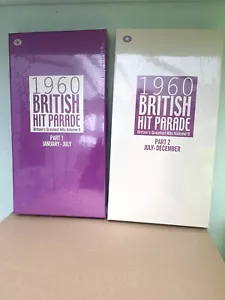 1960
BRITISH
HIT PARADE
Britain's Greatest Hits Volume 9
PART 1
JANUARY - JULY
1960
BRITISH
HIT PARADE
Britain's Greatest Hits Volume 9
PART 2
JULY - DECEMBER